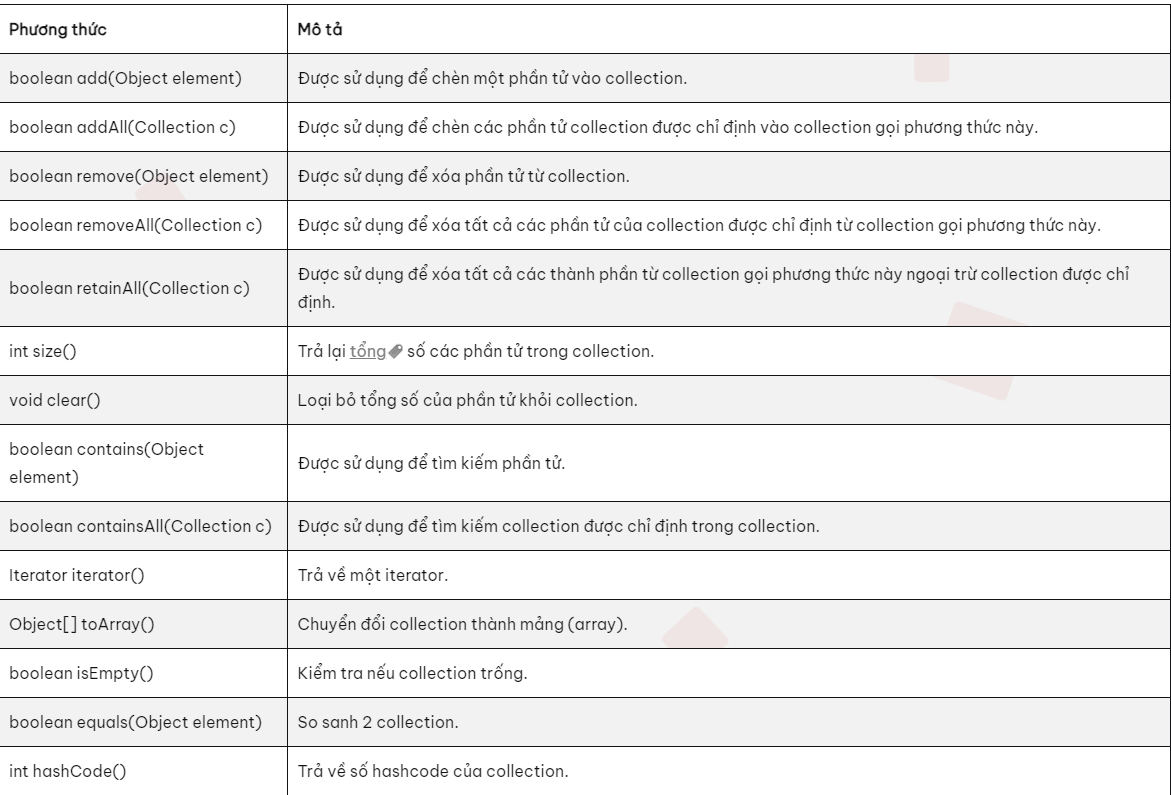 Phương thức Mô tả
boolean add(Object element) Được sử dụng để chèn một phần tử vào collection.
boolean addAll(Collection c) Được sử dụng để chèn các phần tử collection được chỉ định vào collection gọi phương thức này.
boolean remove(Object element) Được sử dụng để xóa phần tử từ collection.
boolean removeAll(Collection c) Được sử dụng để xóa tất cả các phần tử của collection được chỉ định từ collection gọi phương thức này.
boolean retainAll(Collection c) Được sử dụng để xóa tất cả các thành phần từ collection gọi phương thức này ngoại trừ collection được chỉ
định.
int size() Trả lại tổng số các phần tử trong collection.
void clear() Loại bỏ tổng số của phần tử khỏi collection.
boolean contains(Object
element) Được sử dụng để tìm kiếm phần tử.
boolean containsAll(Collection c) Được sử dụng để tìm kiếm collection được chỉ định trong collection.
Iterator iterator() Trả về một iterator.
Object[] toArray() Chuyển đổi collection thành mảng (array).
boolean isEmpty() Kiểm tra nếu collection trống.
boolean equals(Object element) So sanh 2 collection.
int hashCode() Trả về số hashcode của collection.